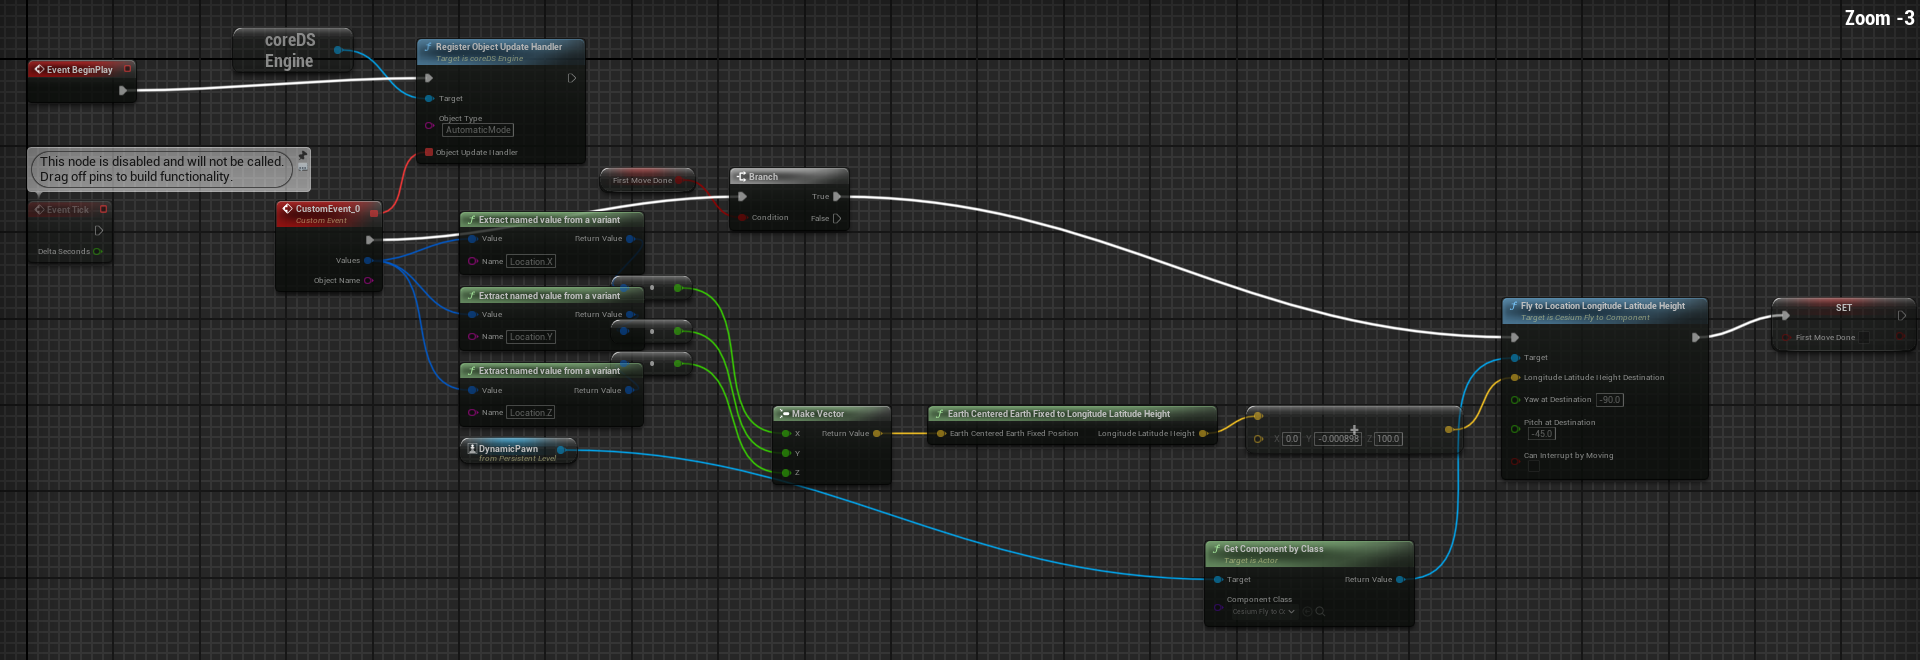 Zoom -3
coreDS
Engine
Event BeginPlay
Register Object Update Handler
Target is coreDS Engine
Target
Object Type
AutomaticMode
Object Update Handler
This node is disabled and will not be called.
Drag off pins to build functionality.
Event Tick
Delta Seconds
CustomEvent_0
Custom Event
Values
Object Name
First Move Done
Branch
True
Condition
False
Extract named value from a variant
Value
Return Value
Name
Location.X
Extract named value from a variant
Value
Return Value
Name
Location.Y
Extract named value from a variant
Value
Return Value
Name
Location.Z
DynamicPawn
from Persistent Level
Make Vector
X
Return Value
Y
Z
Earth Centered Earth Fixed to Longitude Latitude Height
Earth Centered Earth Fixed Position
Longitude Latitude Height
X
0.0
Y
-0.000898
Z
100.0
Get Component by Class
Target is Actor
Target
Return Value
Component Class
Fly to Location Longitude Latitude Height
Target is Cesium Fly to Component
Target
Longitude Latitude Height Destination
Yaw at Destination
-90.0
Pitch at Destination
-45.0
Can Interrupt by Moving
SET
First Move Done